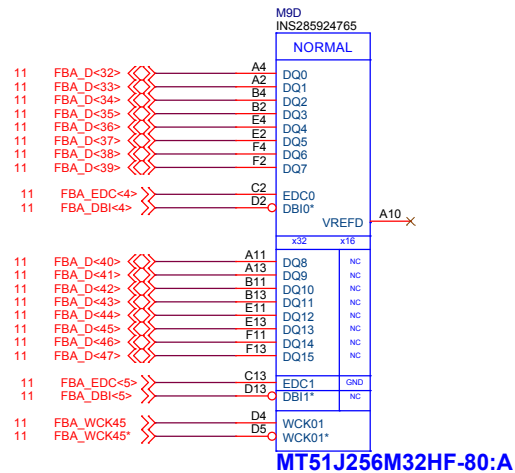 M9D
INS285924765
NORMAL
11 FBA_D<32> A4 DQ0
11 FBA_D<33> A2 DQ1
11 FBA_D<34> B4 DQ2
11 FBA_D<35> B2 DQ3
11 FBA_D<36> E4 DQ4
11 FBA_D<37> E2 DQ5
11 FBA_D<38> F4 DQ6
11 FBA_D<39> F2 DQ7
11 FBA_EDC<4> C2 EDC0
11 FBA_DBI<4> D2 DBI0*
VREFD A10
x32 x16
11 FBA_D<40> A11 DQ8 NC
11 FBA_D<41> A13 DQ9 NC
11 FBA_D<42> B11 DQ10 NC
11 FBA_D<43> B13 DQ11 NC
11 FBA_D<44> E11 DQ12 NC
11 FBA_D<45> E13 DQ13 NC
11 FBA_D<46> F11 DQ14 NC
11 FBA_D<47> F13 DQ15 NC
11 FBA_EDC<5> C13 EDC1 GND
11 FBA_DBI<5> D13 DBI1* NC
11 FBA_WCK45 D4 WCK01
11 FBA_WCK45* D5 WCK01*
MT51J256M32HF-80:A